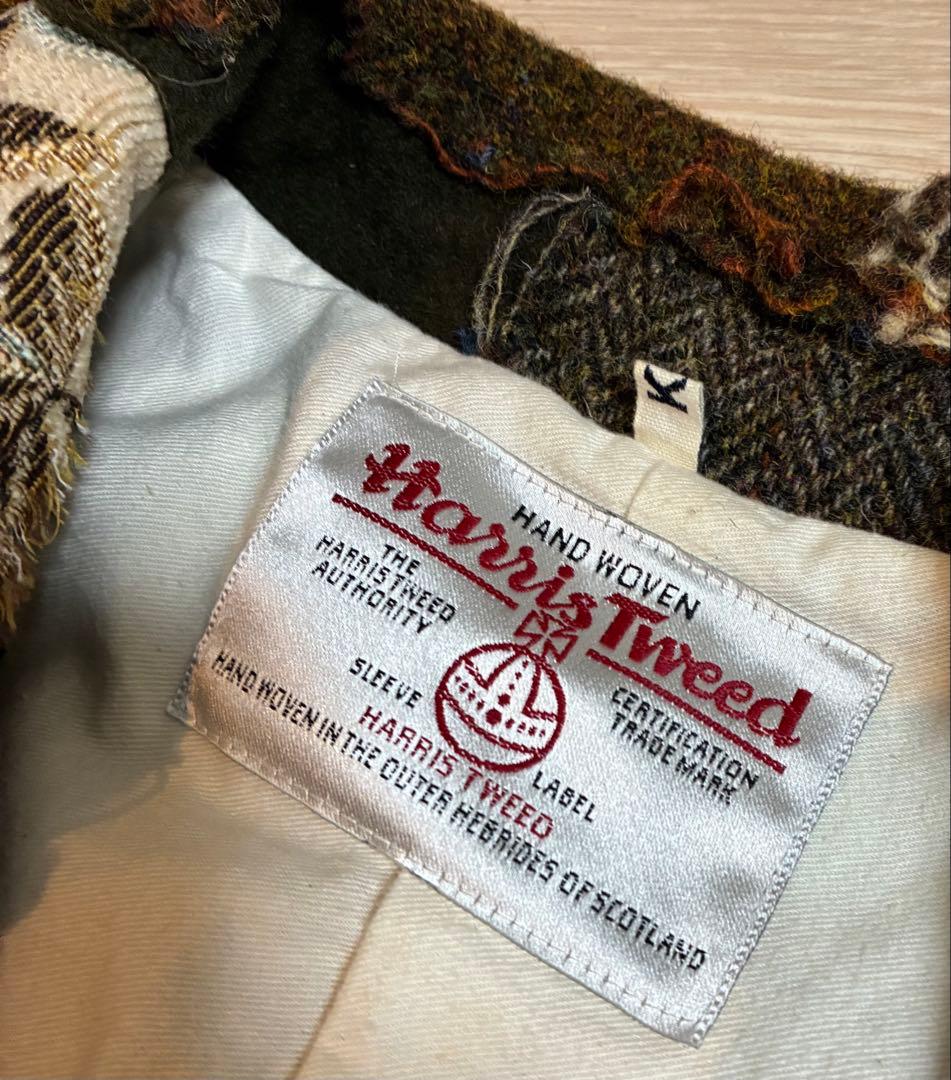 K
HAND WOVEN
Harris Tweed
THE
HARRIS TWEED
AUTHORITY
CERTIFICATION
TRADE MARK
SLEEVE
LABEL
HARRIS TWEED
HAND WOVEN IN THE OUTER HEBRIDES OF SCOTLAND